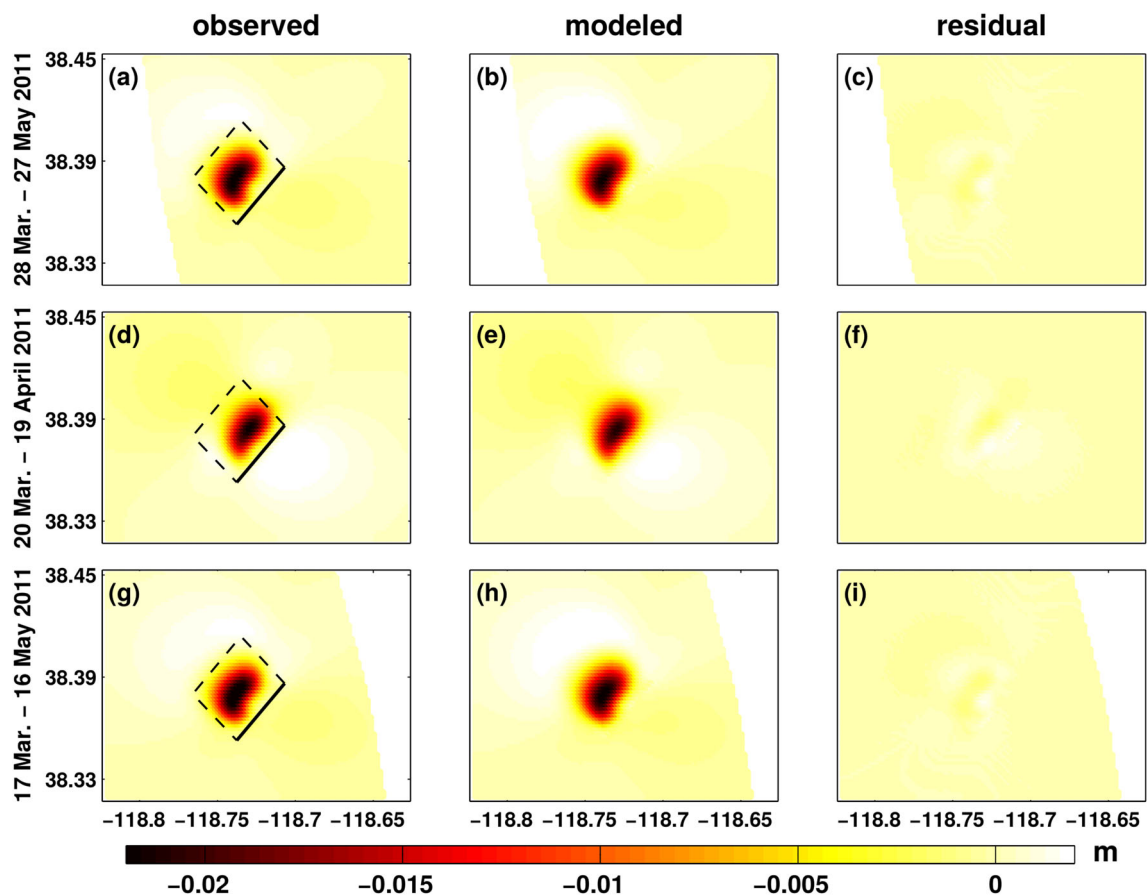 observed modeled residual
28 Mar. – 27 May 2011
38.45
38.39
38.33
(a) (b) (c)
20 Mar. – 19 April 2011
38.45
38.39
38.33
(d) (e) (f)
17 Mar. – 16 May 2011
38.45
38.39
38.33
(g) (h) (i)
−118.8 −118.75 −118.7 −118.65 −118.8 −118.75 −118.7 −118.65 −118.8 −118.75 −118.7 −118.65
m
−0.02 −0.015 −0.01 −0.005 0